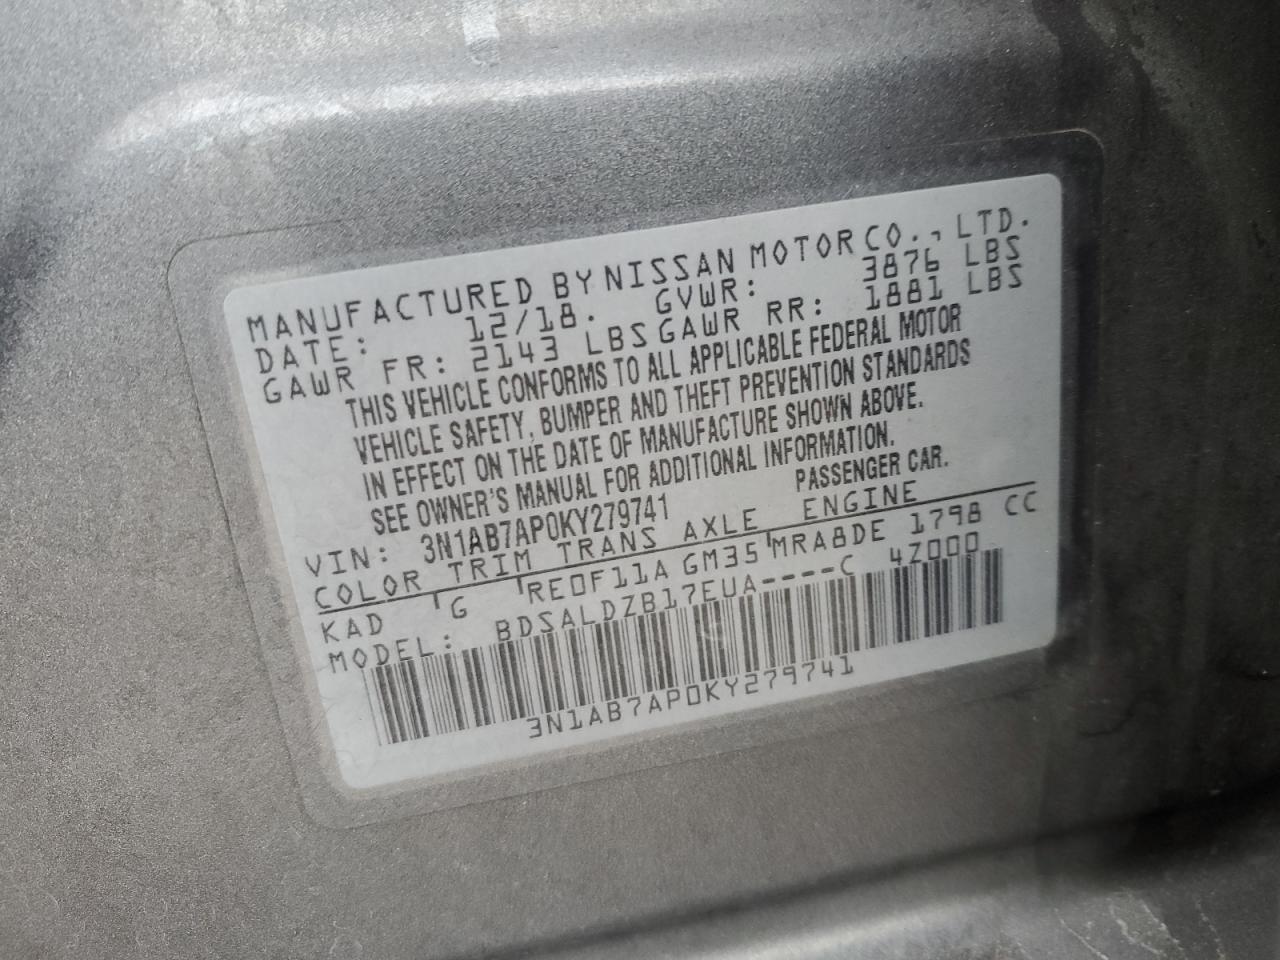 MANUFACTURED BY NISSAN MOTOR CO., LTD.
DATE: 12/18. GVWR: 3876 LBS
GAWR FR: 2143 LBS GAWR RR: 1881 LBS
THIS VEHICLE CONFORMS TO ALL APPLICABLE FEDERAL MOTOR
VEHICLE SAFETY, BUMPER AND THEFT PREVENTION STANDARDS
IN EFFECT ON THE DATE OF MANUFACTURE SHOWN ABOVE.
SEE OWNER'S MANUAL FOR ADDITIONAL INFORMATION.
VIN: 3N1AB7AP0KY279741 PASSENGER CAR.
COLOR TRIM TRANS AXLE ENGINE
KAD G RE0F11A GM35 MRA8DE 1798 CC
MODEL: BDSALDZB17EUA----C 4Z000
3N1AB7AP0KY279741